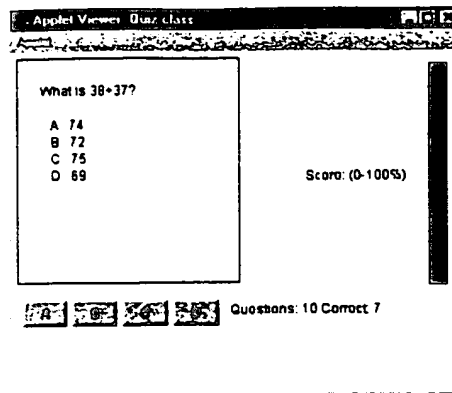 Applet Viewer: Quiz.class
What is 38+37?
A 74
B 72
C 75
D 69
Score: (0-100%)
A B C D
Questions: 10 Correct: 7